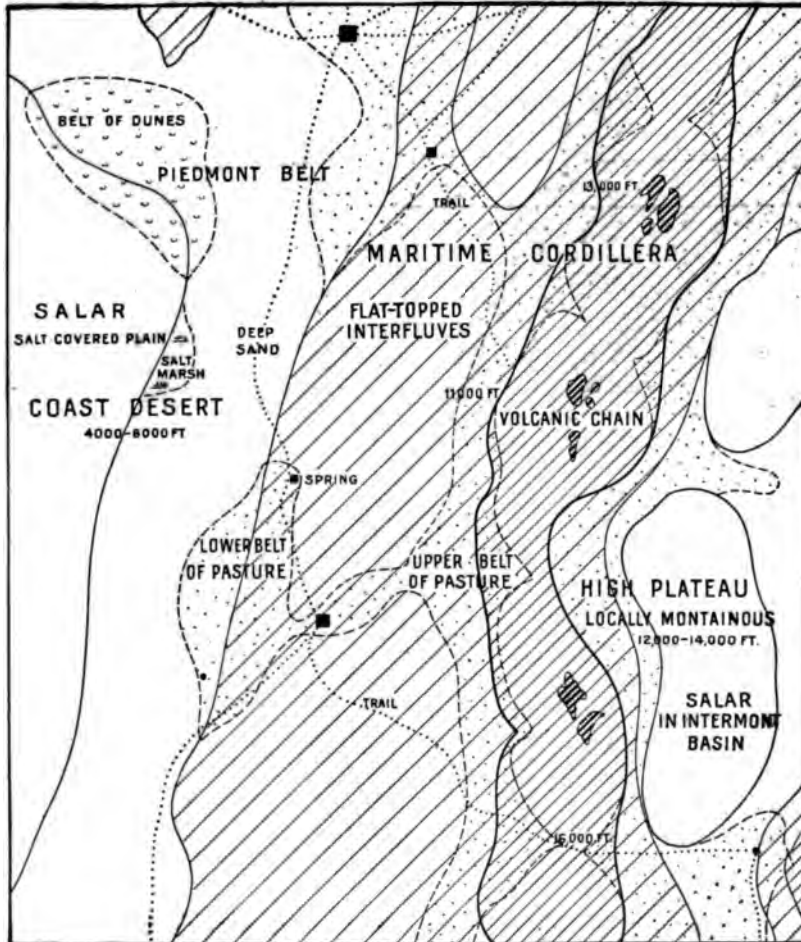 BELT OF DUNES
PIEDMONT BELT
13,000 FT.
TRAIL
MARITIME CORDILLERA
FLAT-TOPPED
INTERFLUVES
SALAR
SALT COVERED PLAIN
DEEP
SAND
SALT
MARSH
COAST DESERT
4000-6000 FT
11,000 FT
VOLCANIC CHAIN
SPRING
LOWER BELT
OF PASTURE
UPPER BELT
OF PASTURE
HIGH PLATEAU
LOCALLY MONTAINOUS
12,000-14,000 FT.
TRAIL
SALAR
IN INTERMONT
BASIN
15,000 FT.